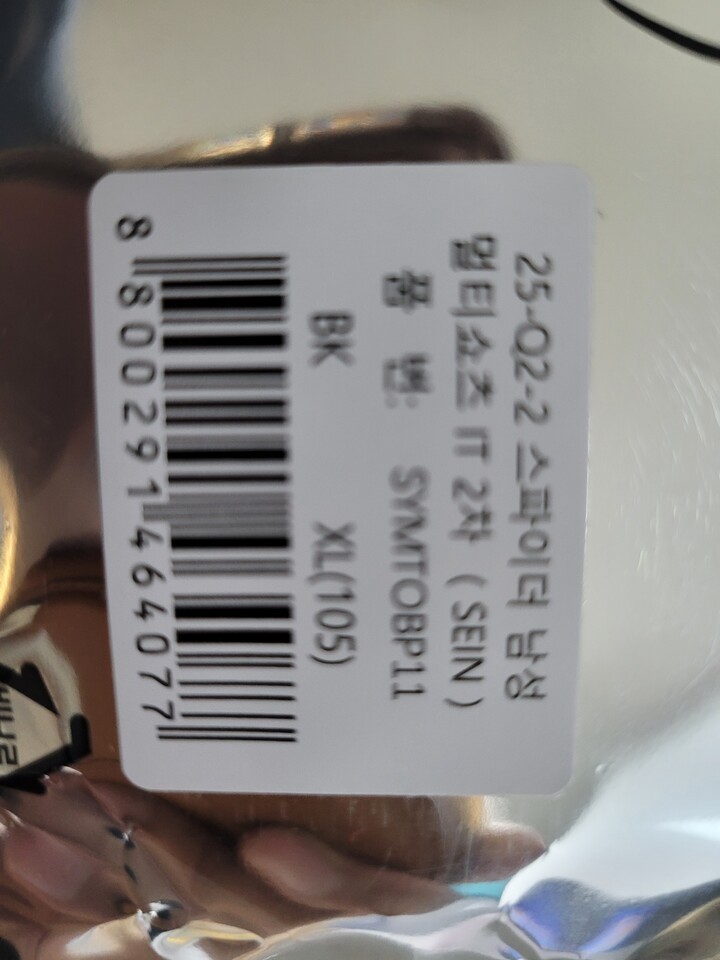 25-Q2-2 스파이더 남성
멀티쇼츠 IT 2차 ( SEIN )
품 번: SYMTOBP11
BK XL(105)
8 800291 464077